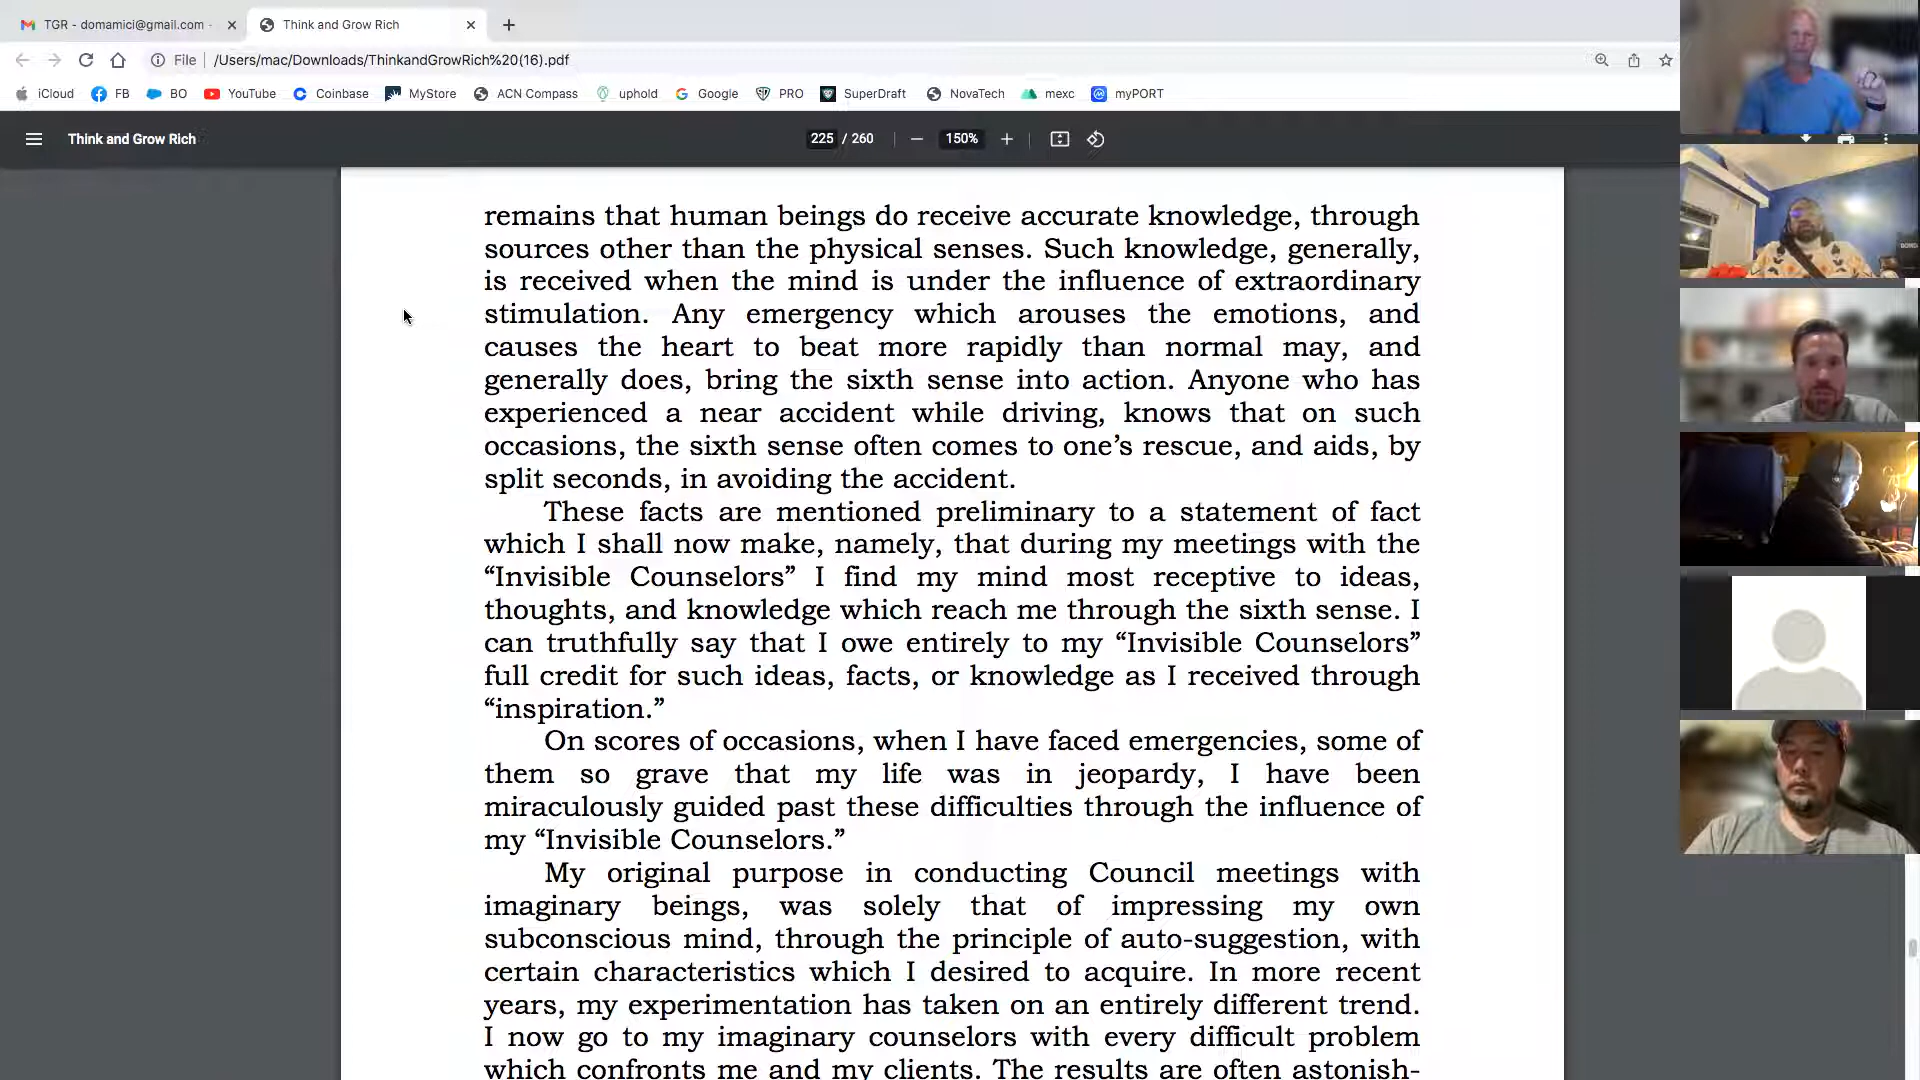 TGR - domamici@gmail.com -
Think and Grow Rich
File
/Users/mac/Downloads/ThinkandGrowRich%20(16).pdf
iCloud
FB
BO
YouTube
Coinbase
MyStore
ACN Compass
uphold
Google
PRO
SuperDraft
NovaTech
mexc
myPORT
Think and Grow Rich
225 / 260
150%
remains that human beings do receive accurate knowledge, through
sources other than the physical senses. Such knowledge, generally,
is received when the mind is under the influence of extraordinary
stimulation. Any emergency which arouses the emotions, and
causes the heart to beat more rapidly than normal may, and
generally does, bring the sixth sense into action. Anyone who has
experienced a near accident while driving, knows that on such
occasions, the sixth sense often comes to one’s rescue, and aids, by
split seconds, in avoiding the accident.
These facts are mentioned preliminary to a statement of fact
which I shall now make, namely, that during my meetings with the
“Invisible Counselors” I find my mind most receptive to ideas,
thoughts, and knowledge which reach me through the sixth sense. I
can truthfully say that I owe entirely to my “Invisible Counselors”
full credit for such ideas, facts, or knowledge as I received through
“inspiration.”
On scores of occasions, when I have faced emergencies, some of
them so grave that my life was in jeopardy, I have been
miraculously guided past these difficulties through the influence of
my “Invisible Counselors.”
My original purpose in conducting Council meetings with
imaginary beings, was solely that of impressing my own
subconscious mind, through the principle of auto-suggestion, with
certain characteristics which I desired to acquire. In more recent
years, my experimentation has taken on an entirely different trend.
I now go to my imaginary counselors with every difficult problem
which confronts me and my clients. The results are often astonish-